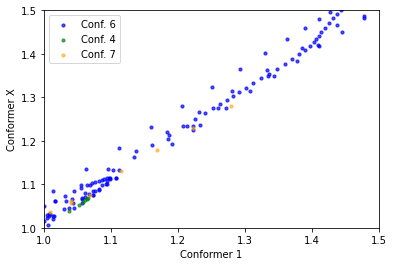 1.5
1.4
1.3
1.2
1.1
1.0
Conformer X
Conf. 6
Conf. 4
Conf. 7
1.0 1.1 1.2 1.3 1.4 1.5
Conformer 1